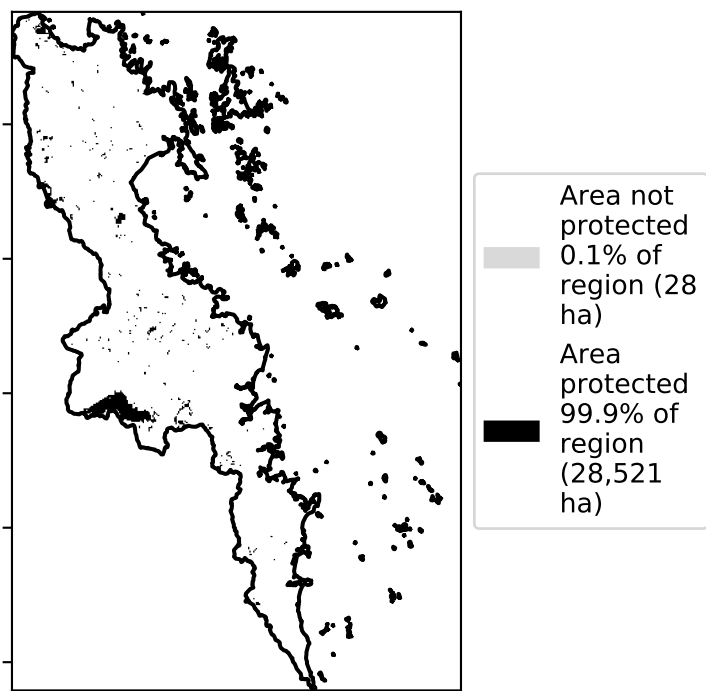 Area not
protected
0.1% of
region (28
ha)
Area
protected
99.9% of
region
(28,521
ha)